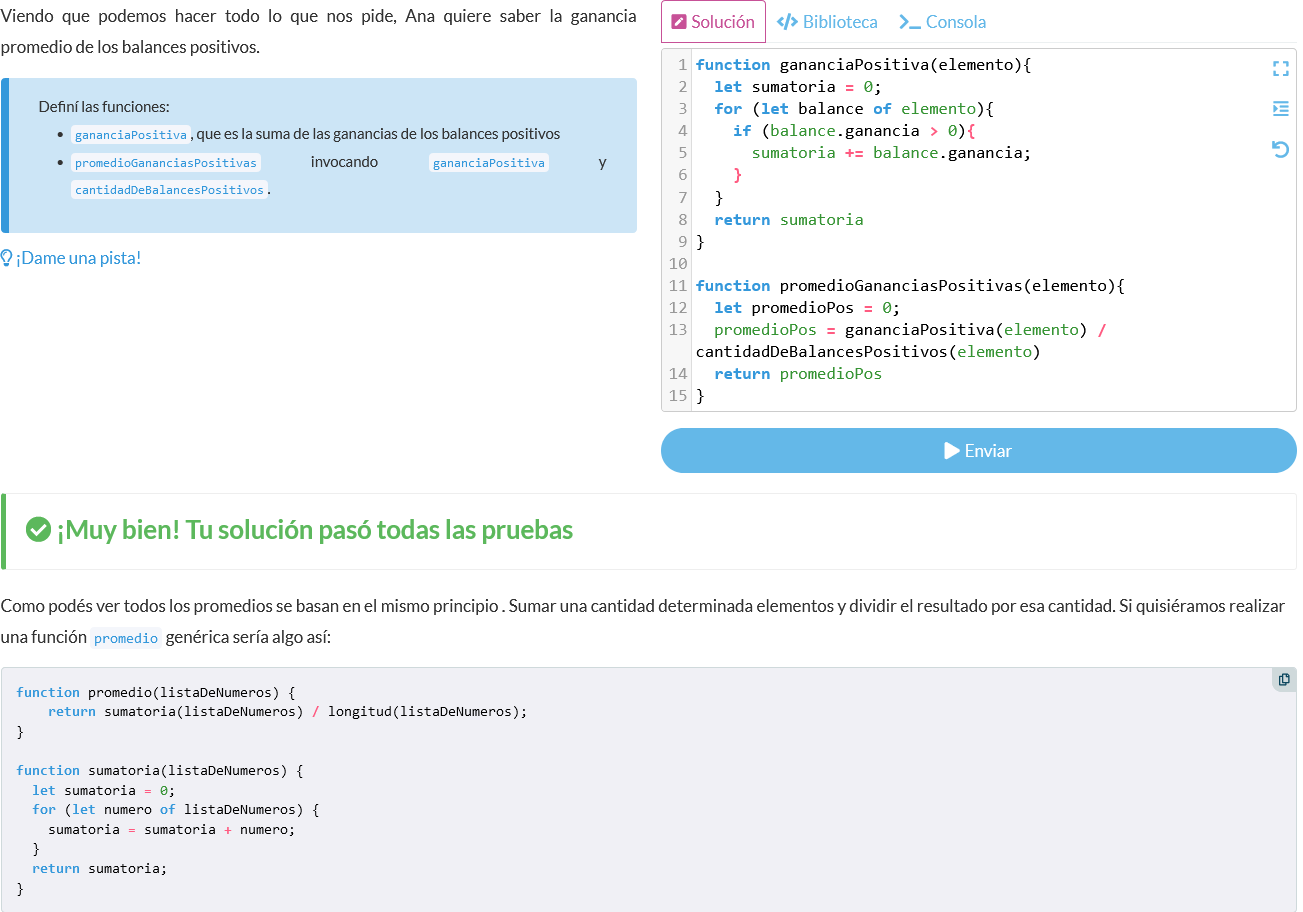 Viendo que podemos hacer todo lo que nos pide, Ana quiere saber la ganancia
promedio de los balances positivos.
Definí las funciones:
• gananciaPositiva, que es la suma de las ganancias de los balances positivos
• promedioGananciasPositivas invocando gananciaPositiva y
cantidadDeBalancesPositivos.
¡Dame una pista!
Solución </> Biblioteca >_ Consola
1 function gananciaPositiva(elemento){
2 let sumatoria = 0;
3 for (let balance of elemento){
4 if (balance.ganancia > 0){
5 sumatoria += balance.ganancia;
6 }
7 }
8 return sumatoria
9 }
10
11 function promedioGananciasPositivas(elemento){
12 let promedioPos = 0;
13 promedioPos = gananciaPositiva(elemento) /
cantidadDeBalancesPositivos(elemento)
14 return promedioPos
15 }
Enviar
¡Muy bien! Tu solución pasó todas las pruebas
Como podés ver todos los promedios se basan en el mismo principio . Sumar una cantidad determinada elementos y dividir el resultado por esa cantidad. Si quisiéramos realizar
una función promedio genérica sería algo así:
function promedio(listaDeNumeros) {
return sumatoria(listaDeNumeros) / longitud(listaDeNumeros);
}
function sumatoria(listaDeNumeros) {
let sumatoria = 0;
for (let numero of listaDeNumeros) {
sumatoria = sumatoria + numero;
}
return sumatoria;
}